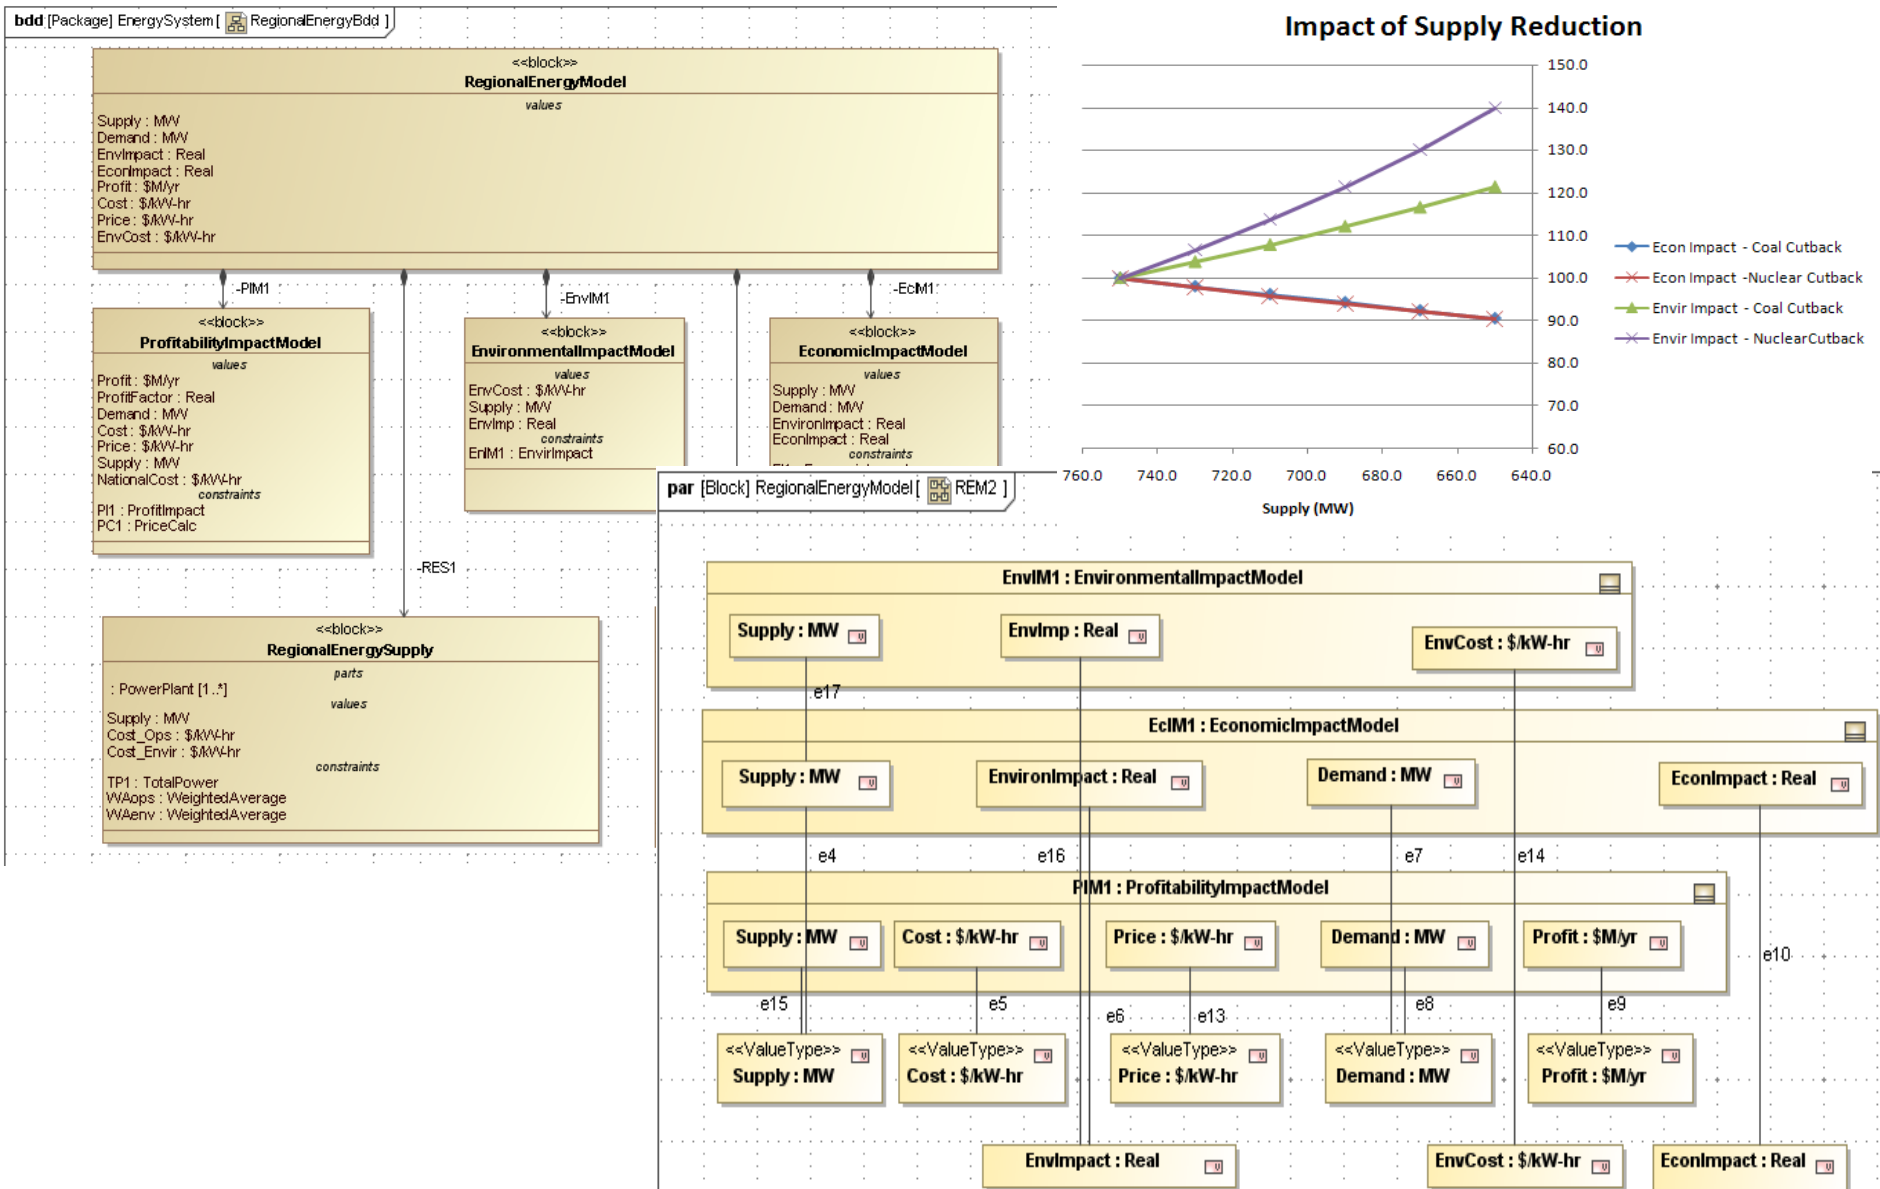 bdd [Package] EnergySystem [ RegionalEnergyBdd ]
<<block>>
RegionalEnergyModel
values
Supply : MW
Demand : MW
EnvImpact : Real
EconImpact : Real
Profit : $M/yr
Cost : $/kW-hr
Price : $/kW-hr
EnvCost : $/kW-hr
-PIM1
-EnvIM1
-EcIM1
<<block>>
ProfitabilityImpactModel
values
Profit : $M/yr
ProfitFactor : Real
Demand : MW
Cost : $/kW-hr
Price : $/kW-hr
Supply : MW
NationalCost : $/kW-hr
constraints
PI1 : ProfitImpact
PC1 : PriceCalc
<<block>>
EnvironmentalImpactModel
values
EnvCost : $/kW-hr
Supply : MW
EnvImp : Real
constraints
EnIM1 : EnvirImpact
<<block>>
EconomicImpactModel
values
Supply : MW
Demand : MW
EnvironImpact : Real
EconImpact : Real
constraints
-RES1
<<block>>
RegionalEnergySupply
parts
: PowerPlant [1..*]
values
Supply : MW
Cost_Ops : $/kW-hr
Cost_Envir : $/kW-hr
constraints
TP1 : TotalPower
WAops : WeightedAverage
WAenv : WeightedAverage
Impact of Supply Reduction
150.0
140.0
130.0
120.0
110.0
100.0
90.0
80.0
70.0
60.0
760.0 740.0 720.0 700.0 680.0 660.0 640.0
Supply (MW)
Econ Impact - Coal Cutback
Econ Impact -Nuclear Cutback
Envir Impact - Coal Cutback
Envir Impact - NuclearCutback
par [Block] RegionalEnergyModel [ REM2 ]
EnvIM1 : EnvironmentalImpactModel
Supply : MW
EnvImp : Real
EnvCost : $/kW-hr
e17
EcIM1 : EconomicImpactModel
Supply : MW
EnvironImpact : Real
Demand : MW
EconImpact : Real
e4
e16
e7
e14
PIM1 : ProfitabilityImpactModel
Supply : MW
Cost : $/kW-hr
Price : $/kW-hr
Demand : MW
Profit : $M/yr
e10
e15
e5
e6
e13
e8
e9
<<ValueType>>
Supply : MW
<<ValueType>>
Cost : $/kW-hr
<<ValueType>>
Price : $/kW-hr
<<ValueType>>
Demand : MW
<<ValueType>>
Profit : $M/yr
EnvImpact : Real
EnvCost : $/kW-hr
EconImpact : Real